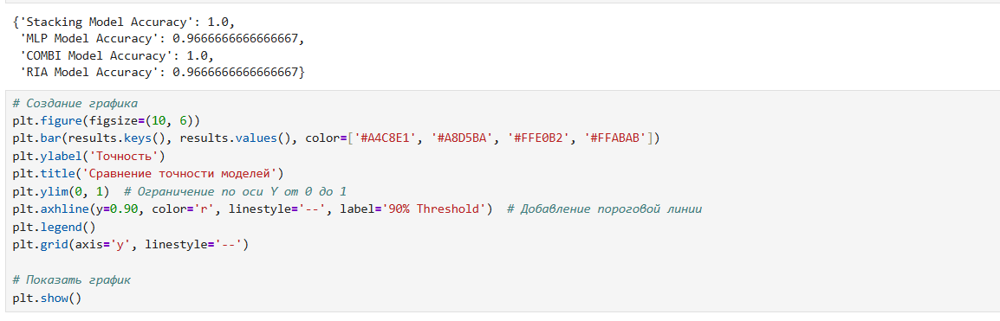 {'Stacking Model Accuracy': 1.0,
 'MLP Model Accuracy': 0.9666666666666667,
 'COMBI Model Accuracy': 1.0,
 'RIA Model Accuracy': 0.9666666666666667}
# Создание графика
plt.figure(figsize=(10, 6))
plt.bar(results.keys(), results.values(), color=['#A4C8E1', '#A8D5BA', '#FFE0B2', '#FFABAB'])
plt.ylabel('Точность')
plt.title('Сравнение точности моделей')
plt.ylim(0, 1)  # Ограничение по оси Y от 0 до 1
plt.axhline(y=0.90, color='r', linestyle='--', label='90% Threshold')  # Добавление пороговой линии
plt.legend()
plt.grid(axis='y', linestyle='--')
# Показать график
plt.show()